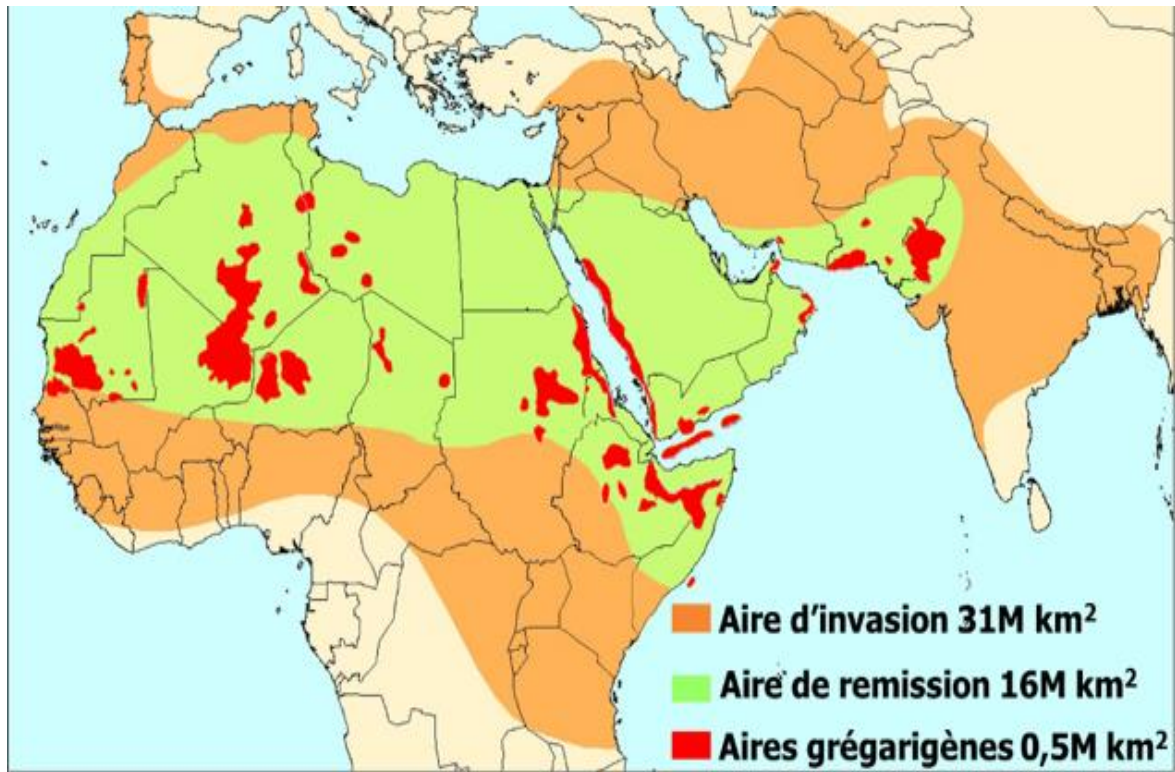 Aire d'invasion 31M km²
Aire de remission 16M km²
Aires grégarigènes 0,5M km²